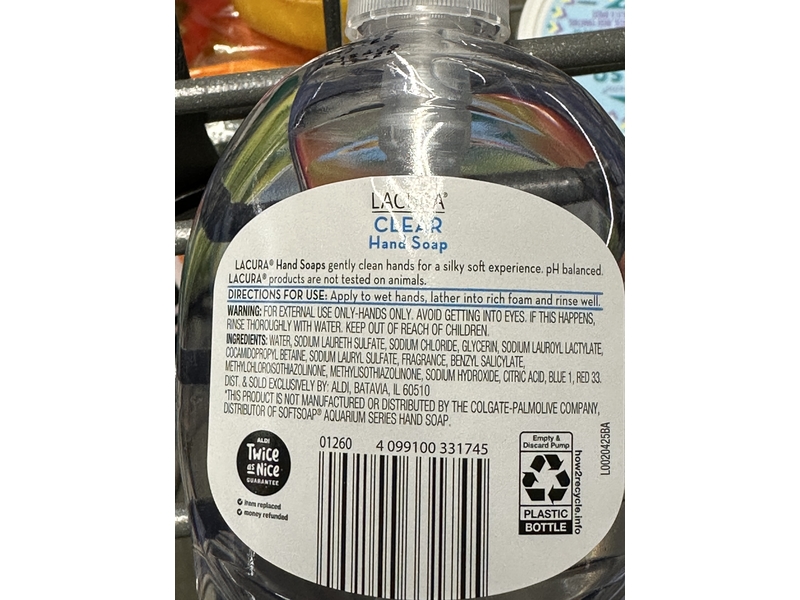 LACURA®
CLEAR
Hand Soap
LACURA® Hand Soaps gently clean hands for a silky soft experience. pH balanced.
LACURA® products are not tested on animals.
DIRECTIONS FOR USE: Apply to wet hands, lather into rich foam and rinse well.
WARNING: FOR EXTERNAL USE ONLY-HANDS ONLY. AVOID GETTING INTO EYES. IF THIS HAPPENS,
RINSE THOROUGHLY WITH WATER. KEEP OUT OF REACH OF CHILDREN.
INGREDIENTS: WATER, SODIUM LAURETH SULFATE, SODIUM CHLORIDE, GLYCERIN, SODIUM LAUROYL LACTYLATE,
COCAMIDOPROPYL BETAINE, SODIUM LAURYL SULFATE, FRAGRANCE, BENZYL SALICYLATE,
METHYLCHLOROISOTHIAZOLINONE, METHYLISOTHIAZOLINONE, SODIUM HYDROXIDE, CITRIC ACID, BLUE 1, RED 33.
DIST. & SOLD EXCLUSIVELY BY: ALDI, BATAVIA, IL 60510
*THIS PRODUCT IS NOT MANUFACTURED OR DISTRIBUTED BY THE COLGATE-PALMOLIVE COMPANY,
DISTRIBUTOR OF SOFTSOAP® AQUARIUM SERIES HAND SOAP.
ALDI
Twice
as Nice
GUARANTEE
item replaced
money refunded
01260 4 099100 331745
Empty &
Discard Pump
PLASTIC
BOTTLE
how2recycle.info
L0020425BA